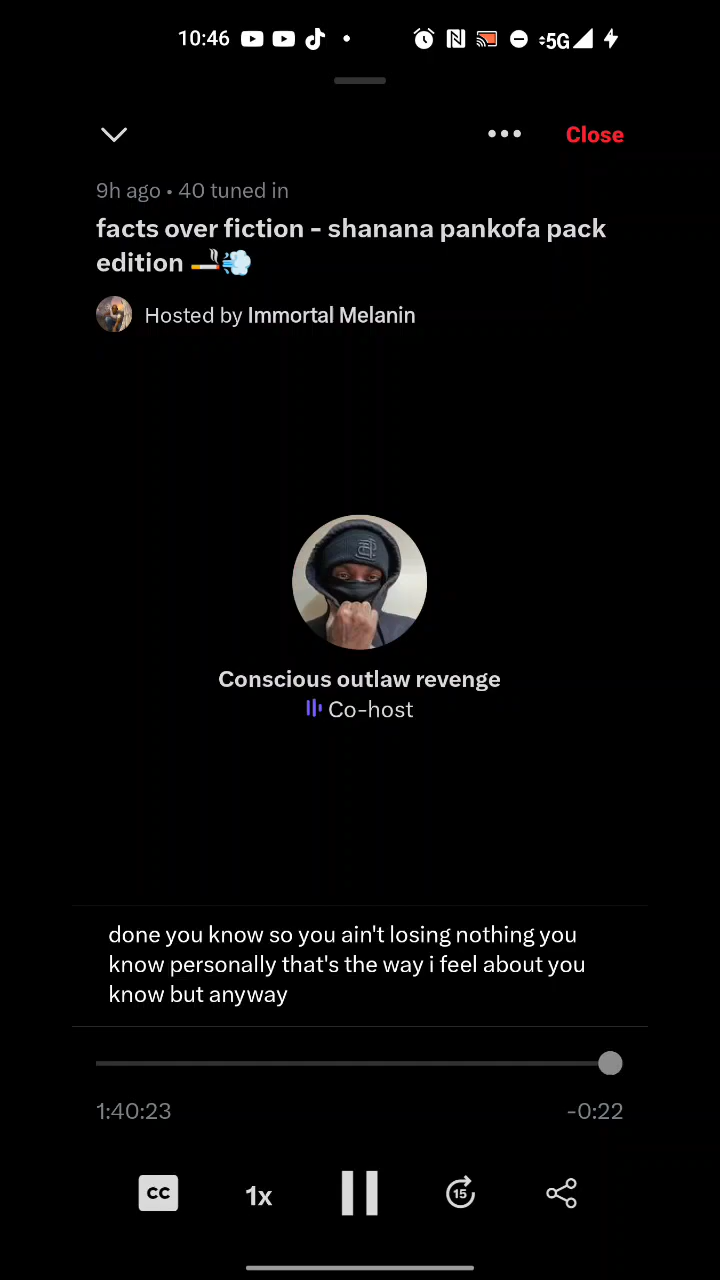 10:46 5G
Close
9h ago • 40 tuned in
facts over fiction - shanana pankofa pack
edition 🚬💨
Hosted by Immortal Melanin
Conscious outlaw revenge
Co-host
done you know so you ain't losing nothing you
know personally that's the way i feel about you
know but anyway
1:40:23 -0:22
CC 1x 15